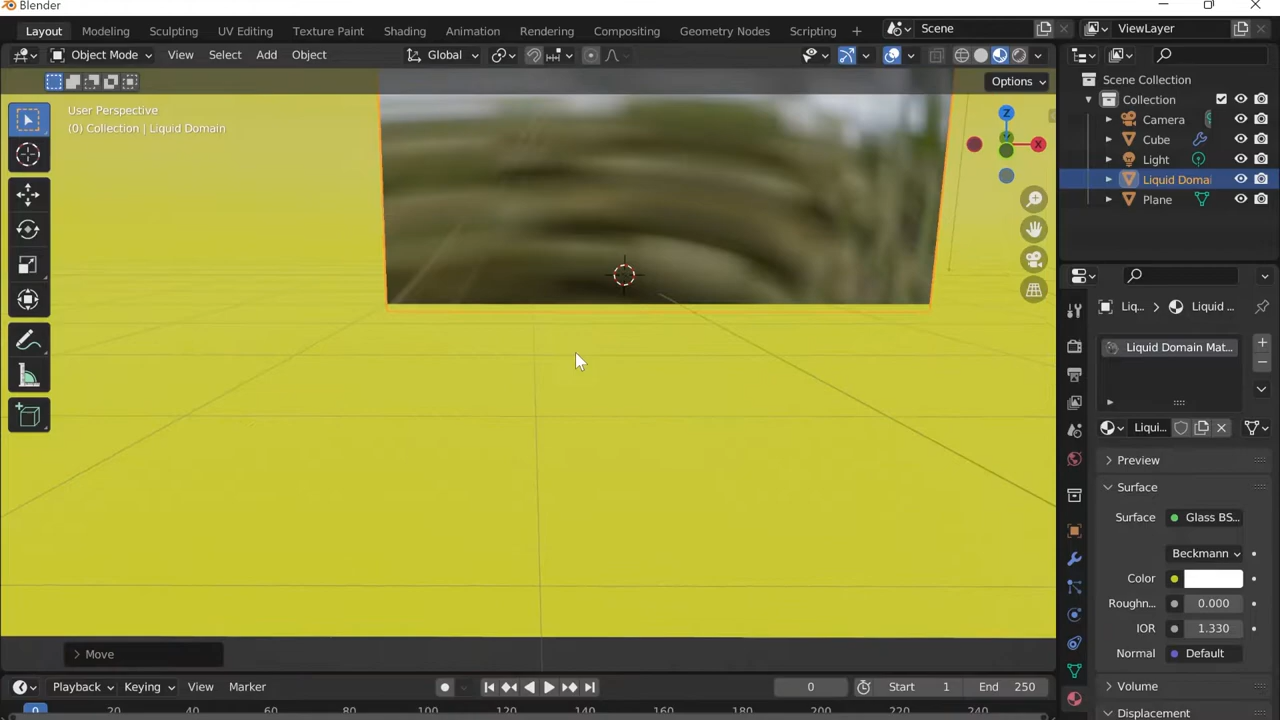 Blender
Layout Modeling Sculpting UV Editing Texture Paint Shading Animation Rendering Compositing Geometry Nodes Scripting + Scene ViewLayer
Object Mode View Select Add Object Global
Options
User Perspective
(0) Collection | Liquid Domain
Z
Y
X
Scene Collection
Collection
Camera
Cube
Light
Liquid Domai
Plane
Liq... > Liquid ...
Liquid Domain Mat...
Liqui...
Preview
Surface
Surface Glass BS...
Beckmann
Color
Roughn... 0.000
IOR 1.330
Normal Default
Volume
Displacement
> Move
Playback Keying View Marker 0 Start 1 End 250
0 20 40 60 80 100 120 140 160 180 200 220 240